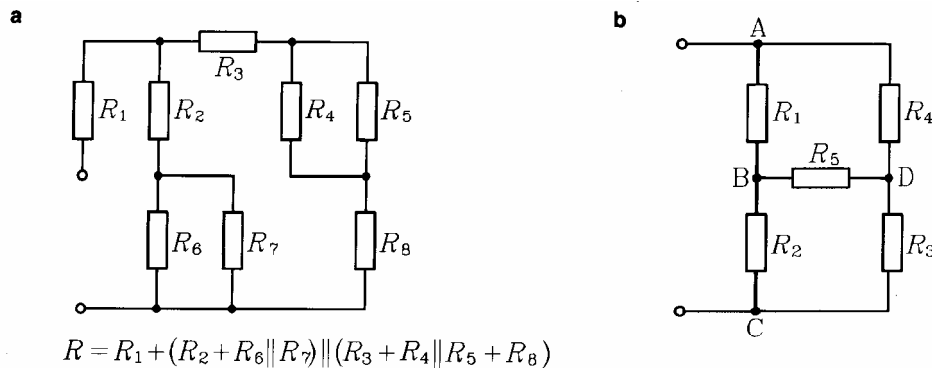 a
R₃
R₁ R₂ R₄ R₅
R₆ R₇ R₈
R = R₁ + (R₂ + R₆ ∥ R₇) ∥ (R₃ + R₄ ∥ R₅ + R₈)
b
A
R₁ R₄
R₅
B D
R₂ R₃
C